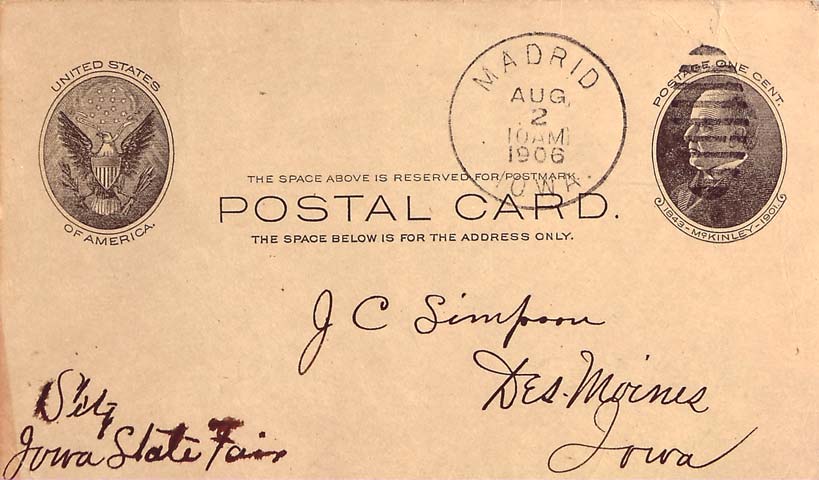 UNITED STATES
OF AMERICA.
MADRID
AUG.
2
10AM
1906
IOWA.
POSTAGE ONE CENT.
1843-McKINLEY-1901
THE SPACE ABOVE IS RESERVED FOR POSTMARK
POSTAL CARD.
THE SPACE BELOW IS FOR THE ADDRESS ONLY.
J C Simpson
Des Moines
Iowa
Iowa State Fair